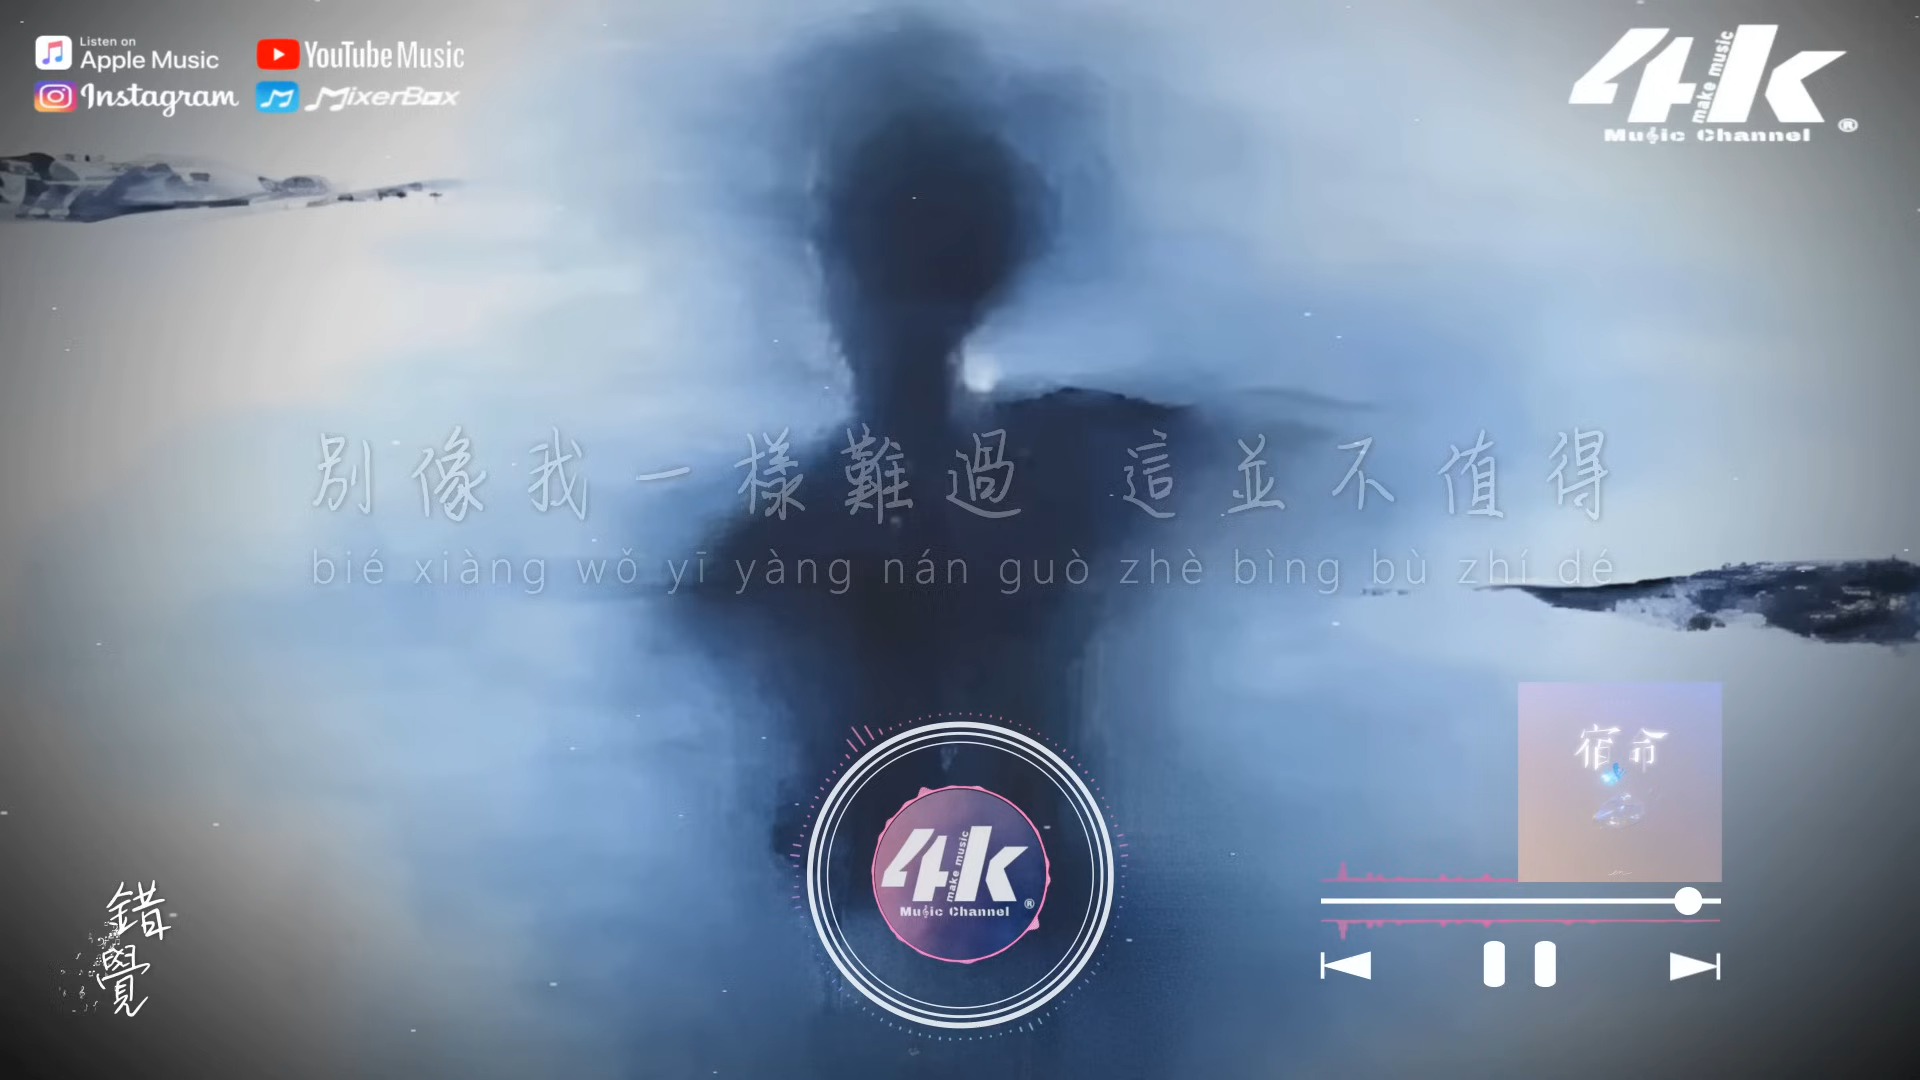 Listen on
Apple Music
YouTube Music
Instagram
MixerBox
4k
make music
Music Channel ®
別像我一樣難過 這並不值得
bié xiàng wǒ yī yàng nán guò zhè bìng bù zhí dé
宿命
4k
make music
Music Channel ®
錯覺